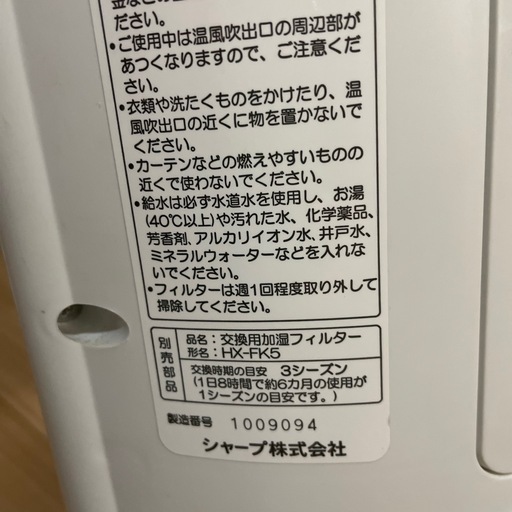 ださい。
•ご使用中は温風吹出口の周辺部が
あつくなりますので、ご注意くださ
い。
•衣類や洗たくものをかけたり、温
風吹出口の近くに物を置かないで
ください。
•カーテンなどの燃えやすいものの
近くで使わないでください。
•給水は必ず水道水を使用し、お湯
(40℃以上)や汚れた水、化学薬品、
芳香剤、アルカリイオン水、井戸水、
ミネラルウォーターなどを入れな
いでください。
•フィルターは週1回程度取り外して
掃除してください。
別売部品
品名：交換用加湿フィルター
形名：HX-FK5
交換時期の目安 3シーズン
(1日8時間で約6カ月の使用が
1シーズンの目安です。)
製造番号 1009094
シャープ株式会社